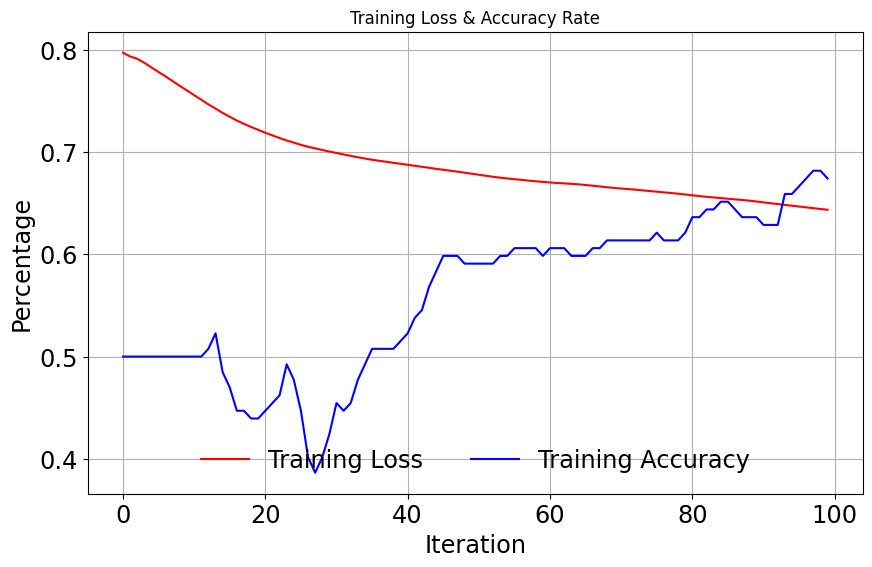 Training Loss & Accuracy Rate
0.8
0.7
0.6
0.5
0.4
Percentage
Training Loss Training Accuracy
0 20 40 60 80 100
Iteration